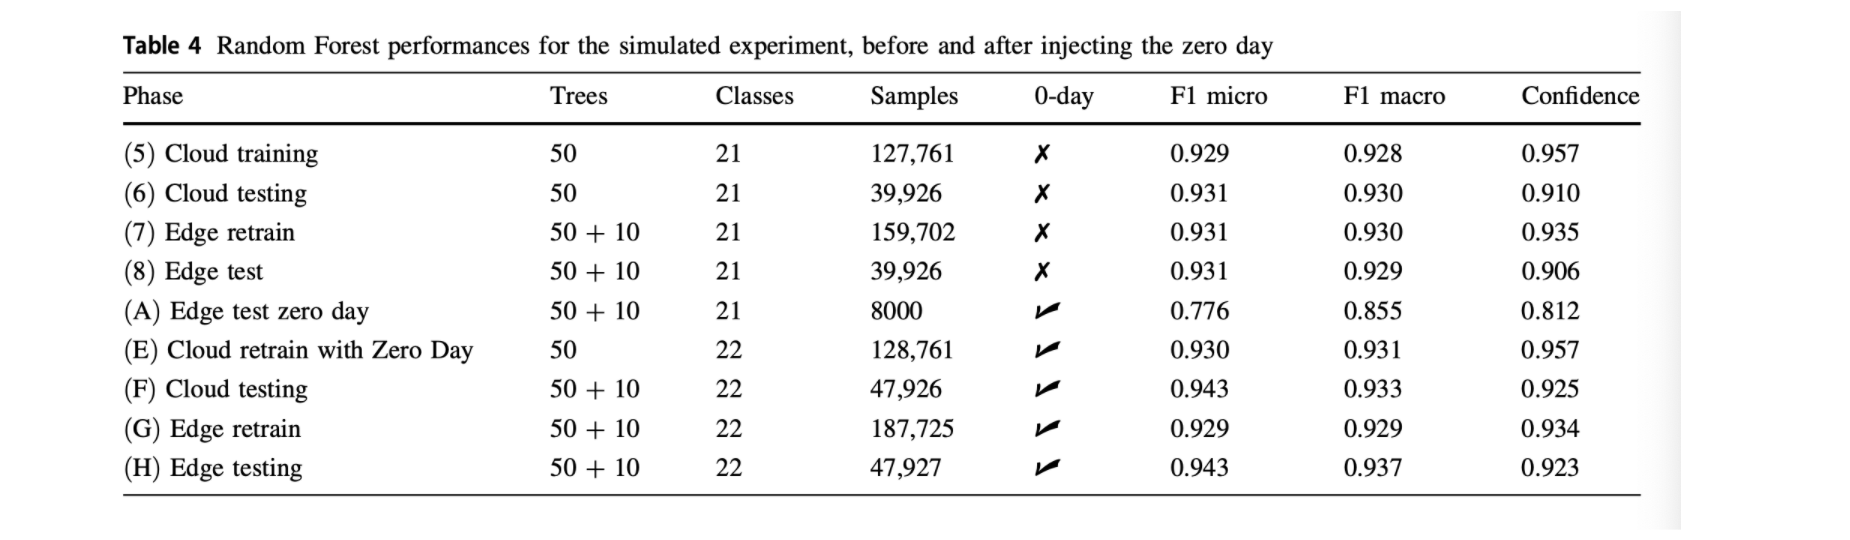 Table 4 Random Forest performances for the simulated experiment, before and after injecting the zero day
Phase Trees Classes Samples 0-day F1 micro F1 macro Confidence
(5) Cloud training 50 21 127,761 ✗ 0.929 0.928 0.957
(6) Cloud testing 50 21 39,926 ✗ 0.931 0.930 0.910
(7) Edge retrain 50 + 10 21 159,702 ✗ 0.931 0.930 0.935
(8) Edge test 50 + 10 21 39,926 ✗ 0.931 0.929 0.906
(A) Edge test zero day 50 + 10 21 8000 ✓ 0.776 0.855 0.812
(E) Cloud retrain with Zero Day 50 22 128,761 ✓ 0.930 0.931 0.957
(F) Cloud testing 50 + 10 22 47,926 ✓ 0.943 0.933 0.925
(G) Edge retrain 50 + 10 22 187,725 ✓ 0.929 0.929 0.934
(H) Edge testing 50 + 10 22 47,927 ✓ 0.943 0.937 0.923